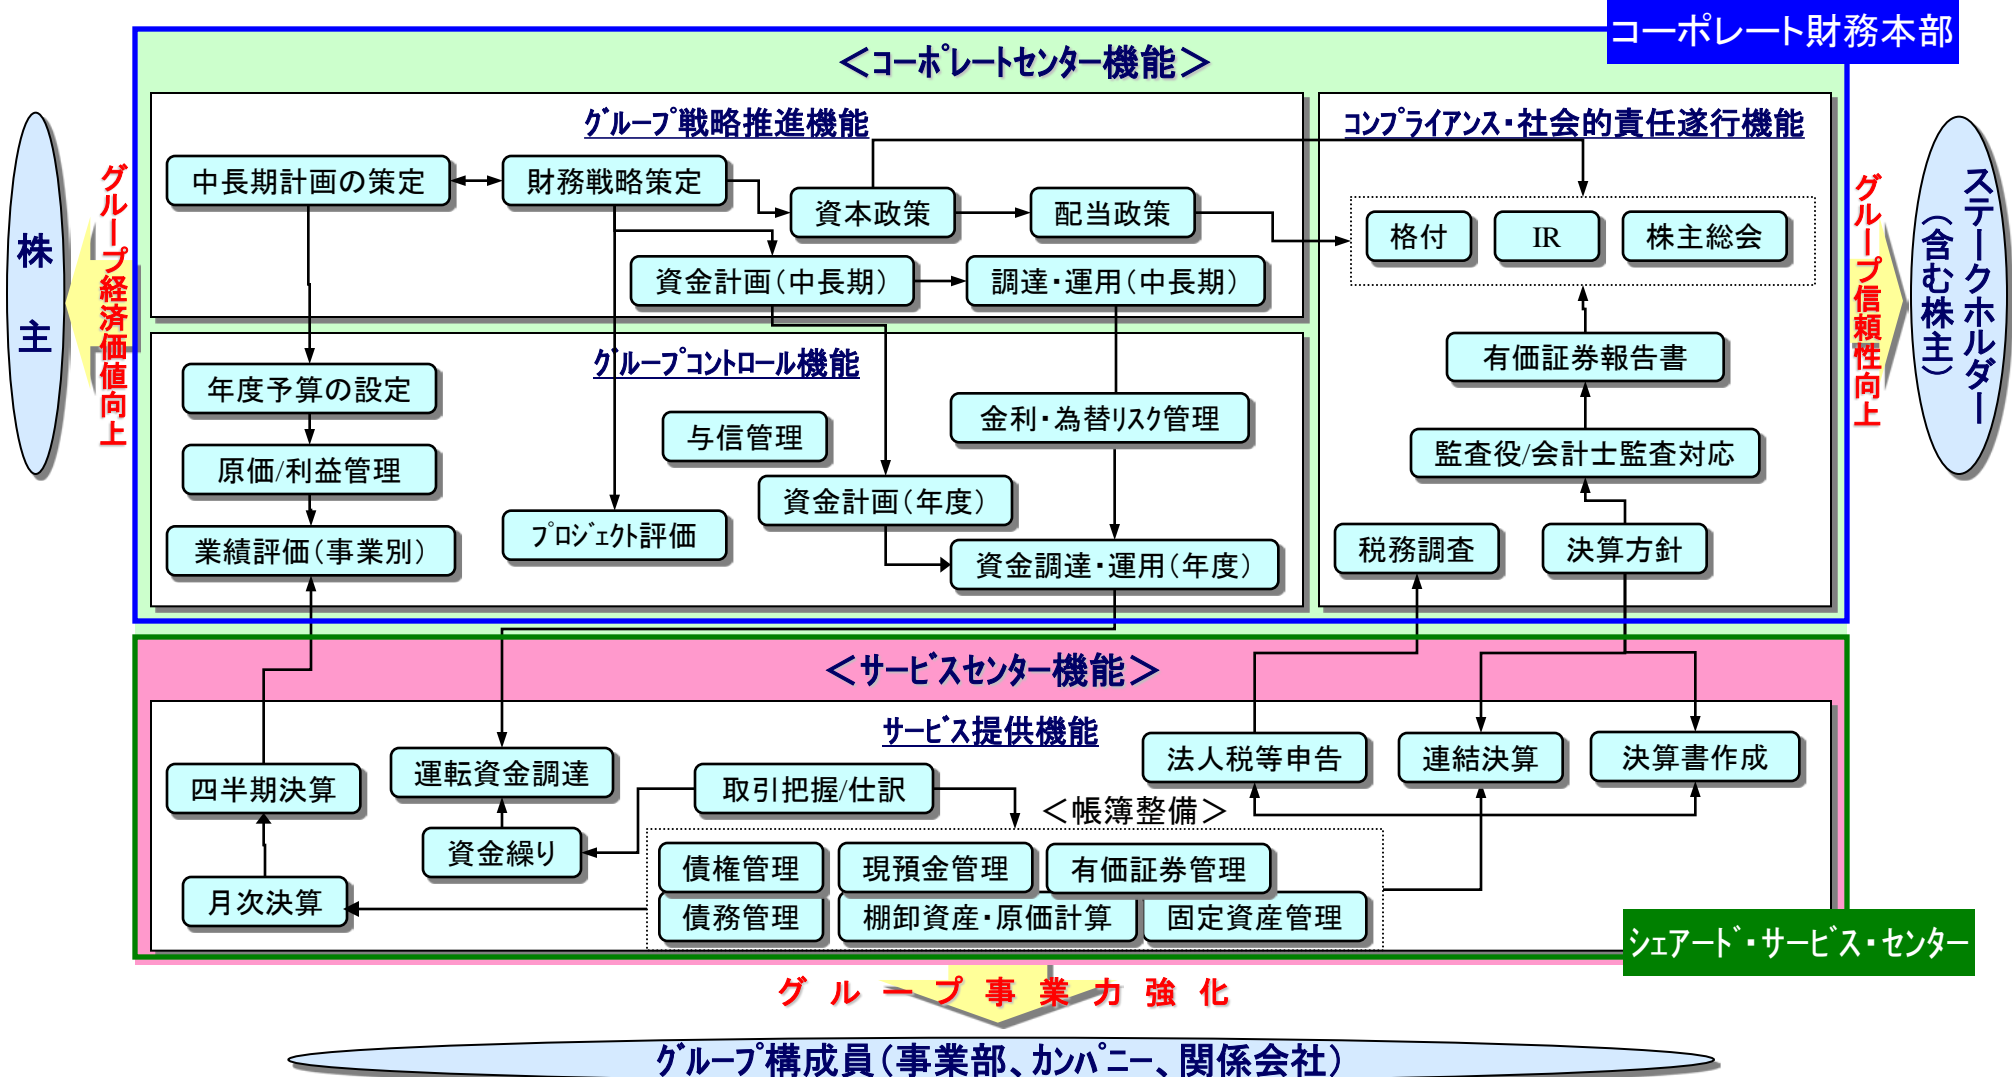 コーポレート財務本部
＜ｺｰﾎﾟﾚｰﾄｾﾝﾀｰ機能＞
ｸﾞﾙｰﾌﾟ戦略推進機能
ｺﾝﾌﾟﾗｲｱﾝｽ・社会的責任遂行機能
中長期計画の策定
財務戦略策定
資本政策
配当政策
資金計画（中長期）
調達・運用（中長期）
格付
IR
株主総会
有価証券報告書
監査役/会計士監査対応
税務調査
決算方針
ｸﾞﾙｰﾌﾟｺﾝﾄﾛｰﾙ機能
年度予算の設定
原価/利益管理
業績評価（事業別）
与信管理
ﾌﾟﾛｼﾞｪｸﾄ評価
資金計画（年度）
金利・為替ﾘｽｸ管理
資金調達・運用（年度）
株主
グループ経済価値向上
グループ信頼性向上
ステークホルダー
（含む株主）
＜ｻｰﾋﾞｽｾﾝﾀｰ機能＞
ｻｰﾋﾞｽ提供機能
四半期決算
運転資金調達
取引把握/仕訳
法人税等申告
連結決算
決算書作成
＜帳簿整備＞
資金繰り
月次決算
債権管理
現預金管理
有価証券管理
債務管理
棚卸資産・原価計算
固定資産管理
ｼｪｱｰﾄﾞ・ｻｰﾋﾞｽ・ｾﾝﾀｰ
グループ事業力強化
ｸﾞﾙｰﾌﾟ構成員（事業部、ｶﾝﾊﾟﾆｰ、関係会社）